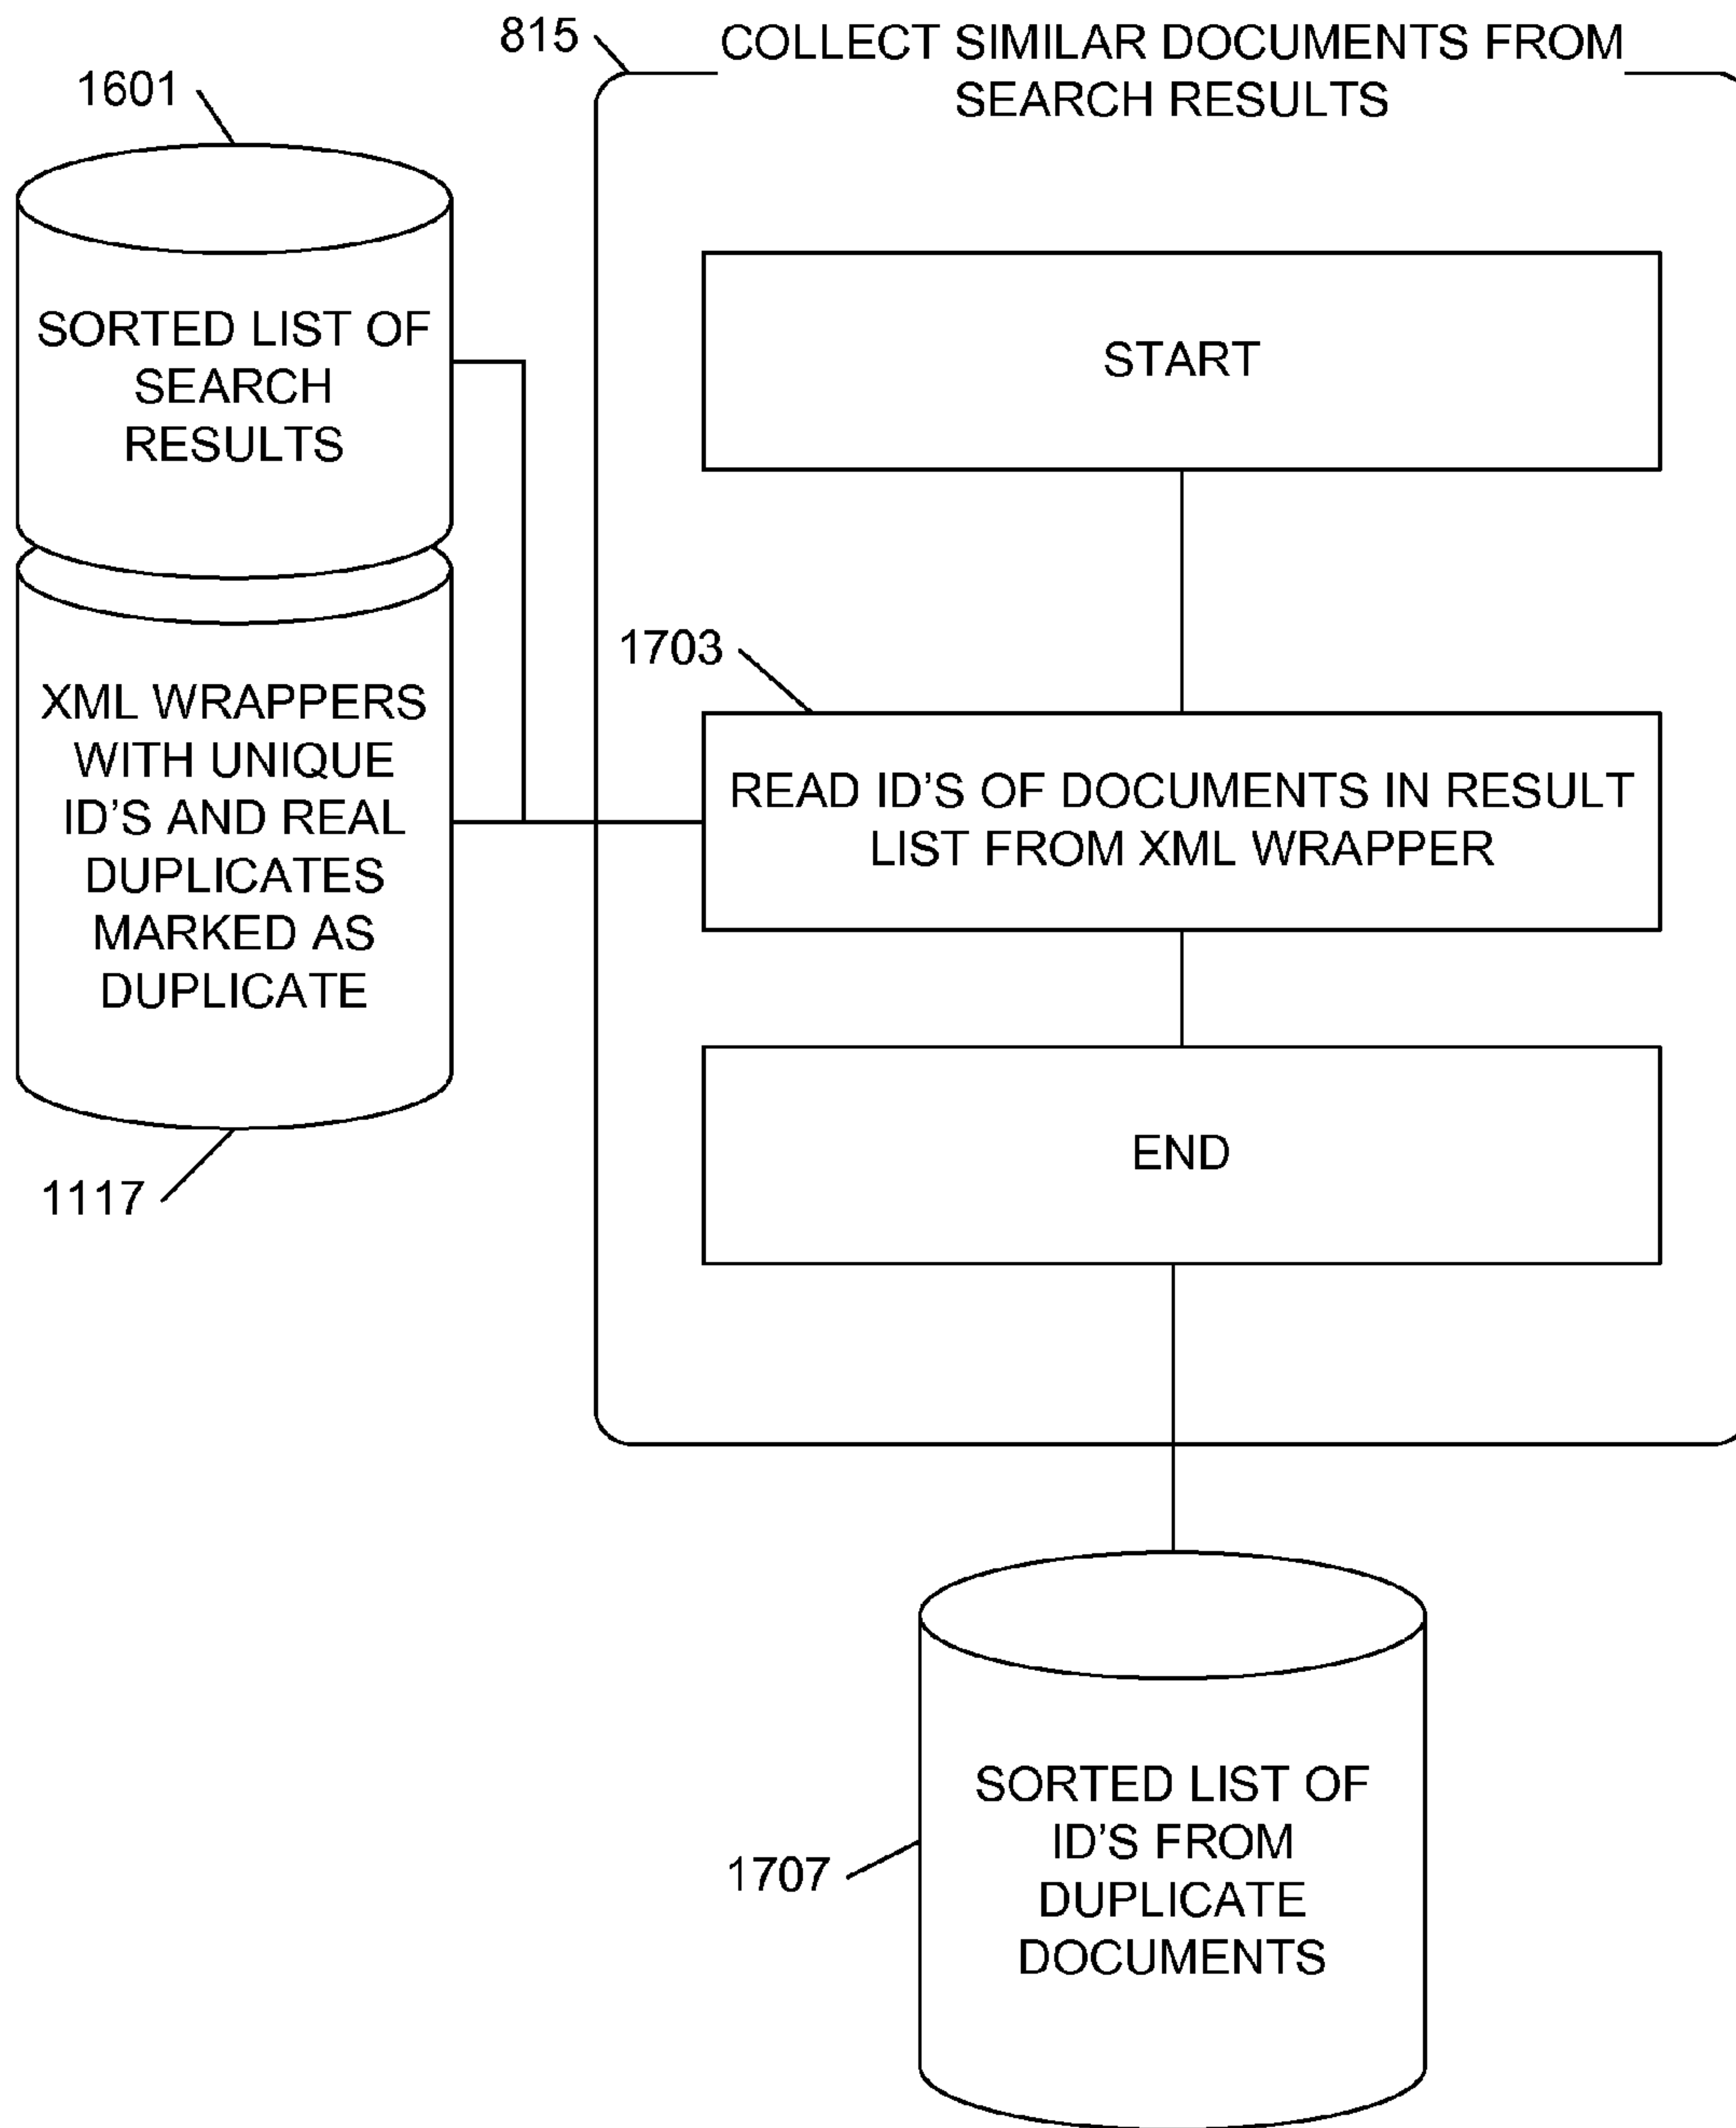 815
COLLECT SIMILAR DOCUMENTS FROM
SEARCH RESULTS
1601
SORTED LIST OF
SEARCH
RESULTS
START
1703
XML WRAPPERS
WITH UNIQUE
ID'S AND REAL
DUPLICATES
MARKED AS
DUPLICATE
READ ID'S OF DOCUMENTS IN RESULT
LIST FROM XML WRAPPER
END
1117
SORTED LIST OF
ID'S FROM
DUPLICATE
DOCUMENTS
1707